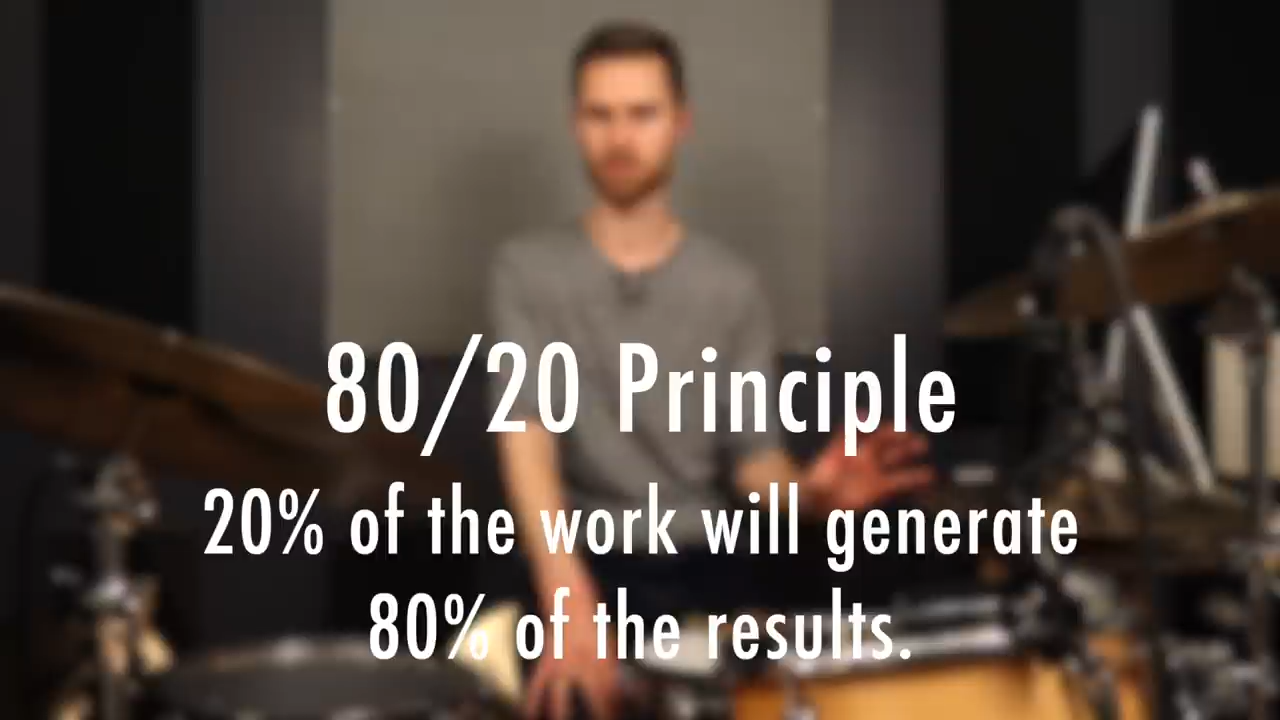 80/20 Principle
20% of the work will generate
80% of the results.